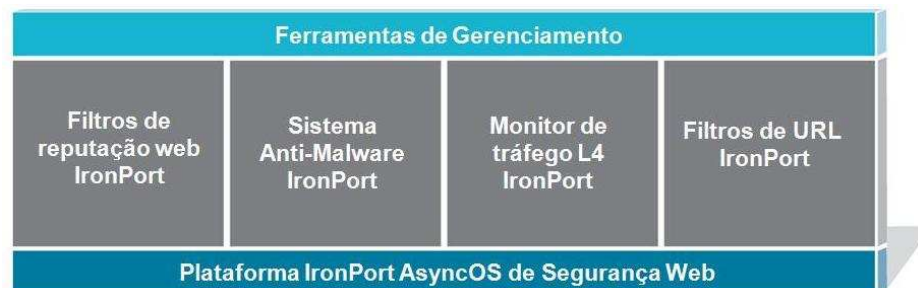 Ferramentas de Gerenciamento
Filtros de
reputação web
IronPort
Sistema
Anti-Malware
IronPort
Monitor de
tráfego L4
IronPort
Filtros de URL
IronPort
Plataforma IronPort AsyncOS de Segurança Web